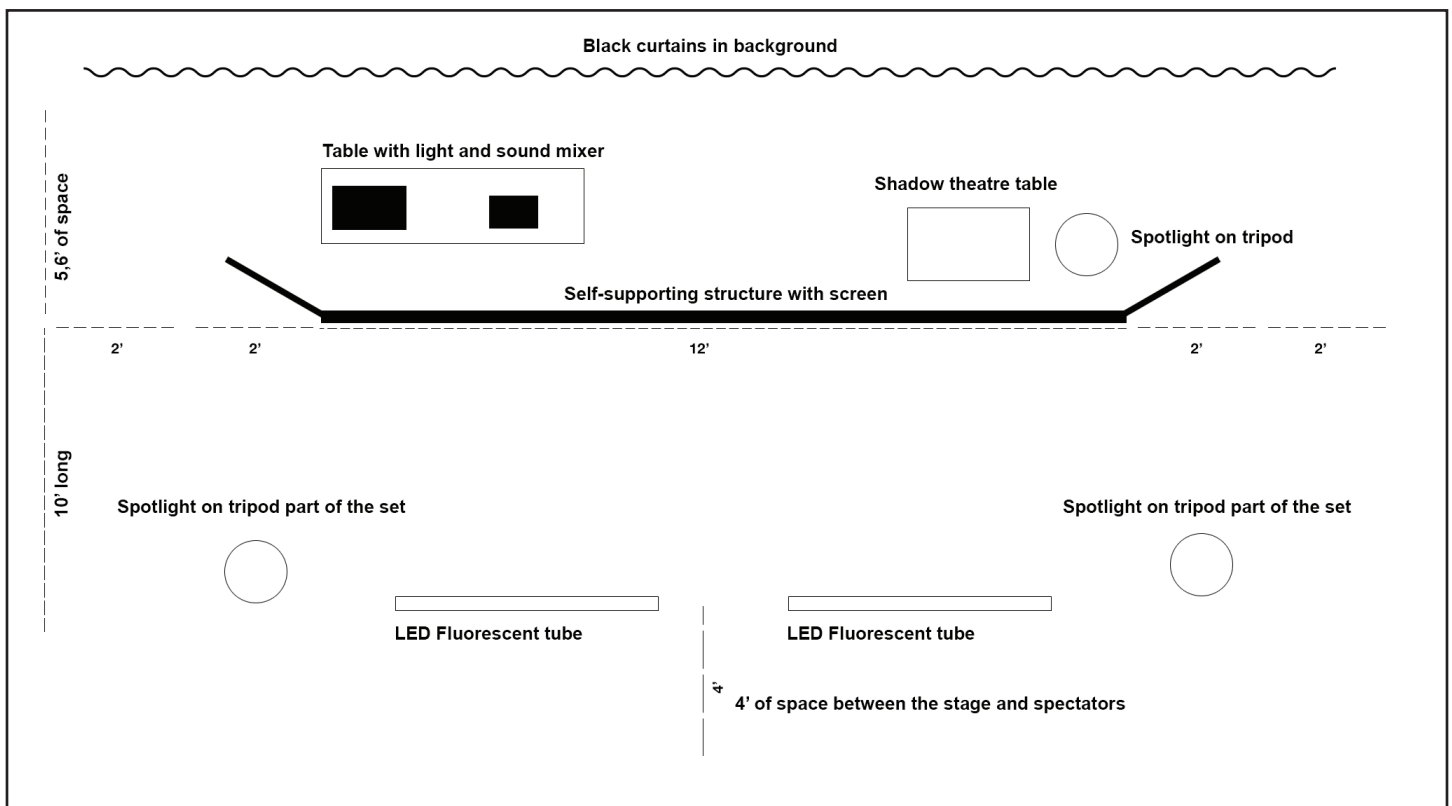 Black curtains in background
Table with light and sound mixer
Shadow theatre table
5,6’ of space
Spotlight on tripod
Self-supporting structure with screen
2’
2’
12’
2’
2’
10’ long
Spotlight on tripod part of the set
Spotlight on tripod part of the set
LED Fluorescent tube
LED Fluorescent tube
4’
4’ of space between the stage and spectators